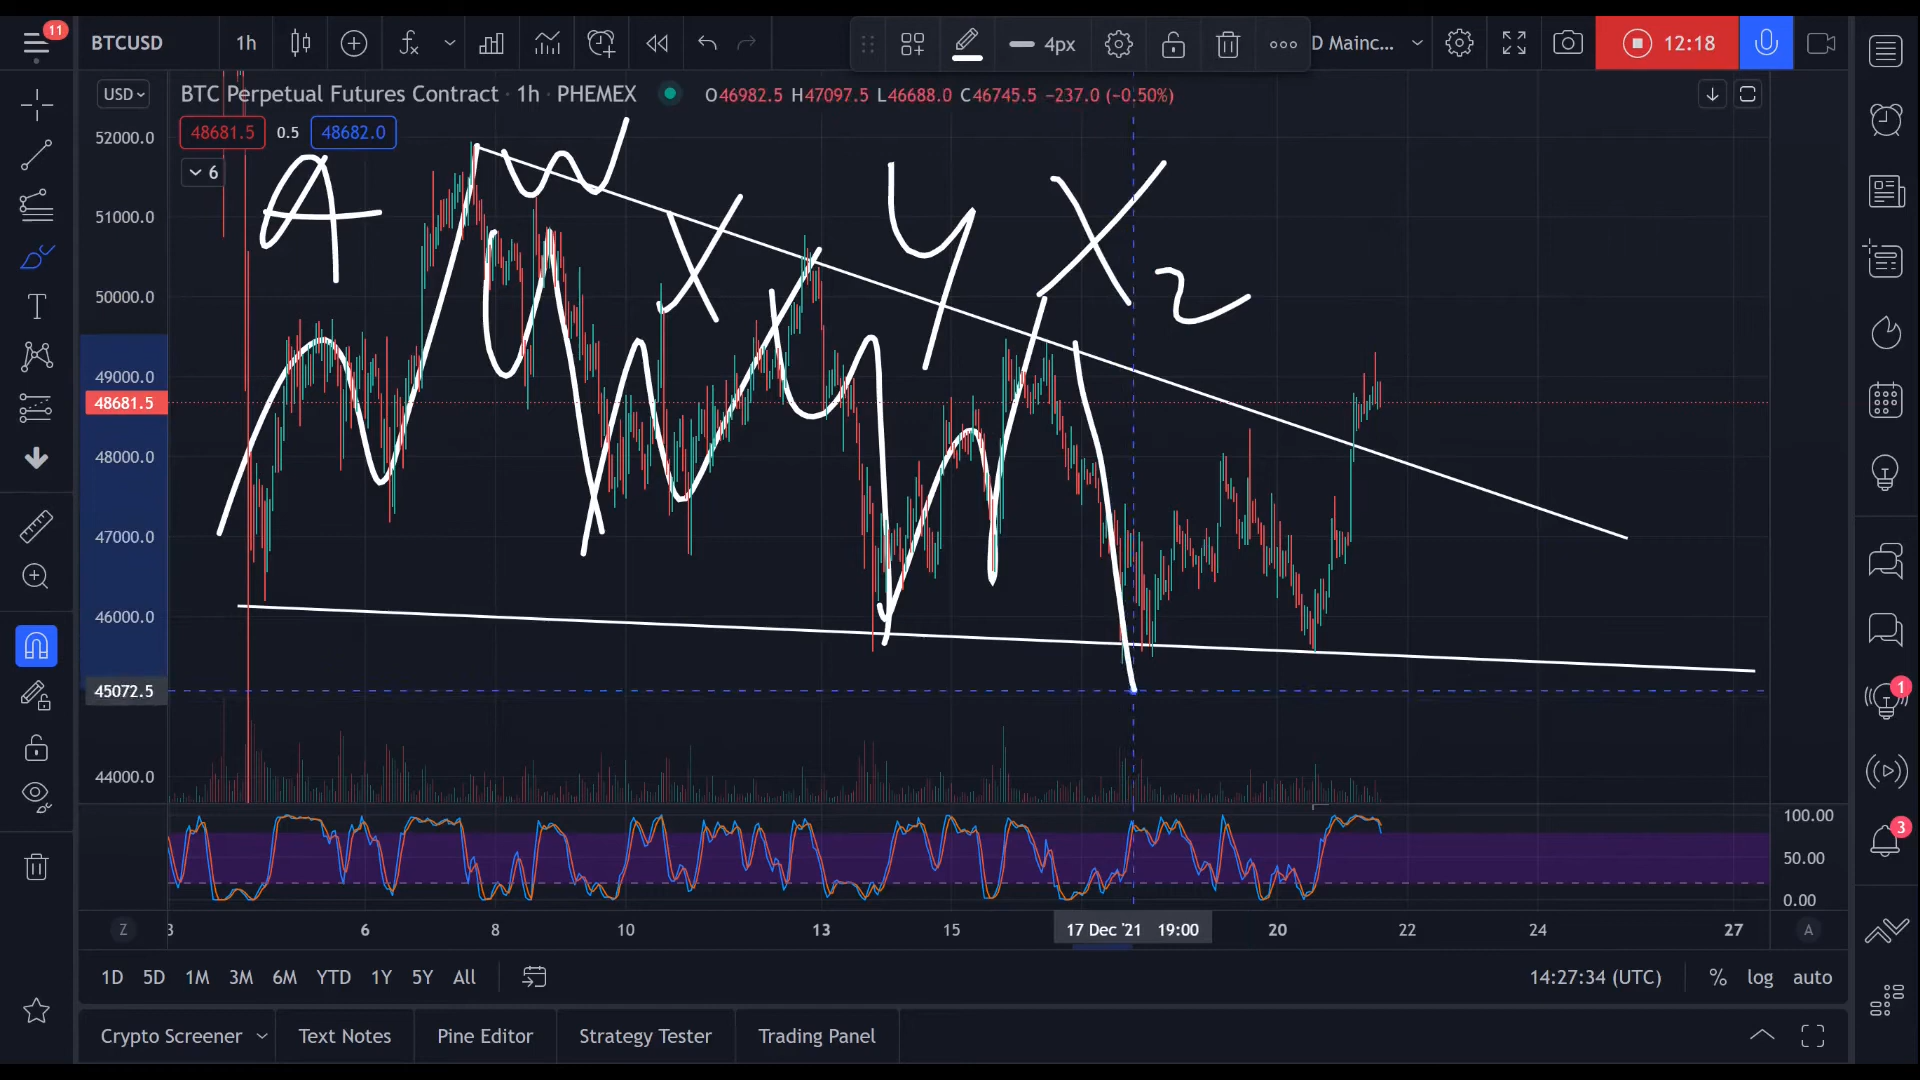 11
BTCUSD 1h 4px D Mainc... 12:18
USD BTC Perpetual Futures Contract · 1h · PHEMEX O46982.5 H47097.5 L46688.0 C46745.5 −237.0 (−0.50%)
48681.5 0.5 48682.0
6
A W X Y X2
52000.0
51000.0
50000.0
49000.0
48681.5
48000.0
47000.0
46000.0
45072.5
44000.0
1
3
100.00
50.00
0.00
Z 3 6 8 10 13 15 17 Dec '21 19:00 20 22 24 27 A
1D 5D 1M 3M 6M YTD 1Y 5Y All 14:27:34 (UTC) % log auto
Crypto Screener Text Notes Pine Editor Strategy Tester Trading Panel